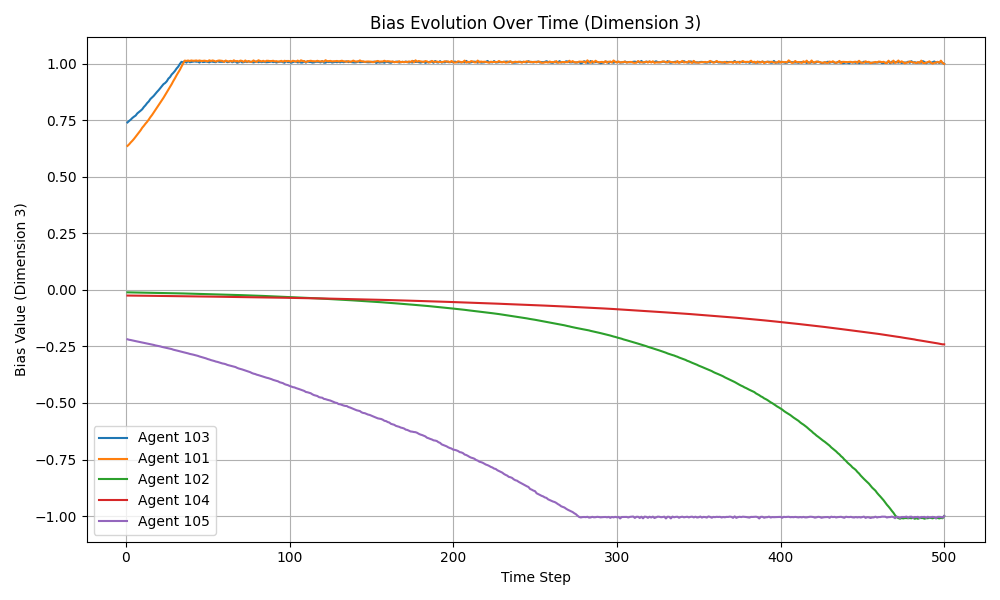 Bias Evolution Over Time (Dimension 3)
Bias Value (Dimension 3)
1.00
0.75
0.50
0.25
0.00
−0.25
−0.50
−0.75
−1.00
Agent 103
Agent 101
Agent 102
Agent 104
Agent 105
0 100 200 300 400 500
Time Step